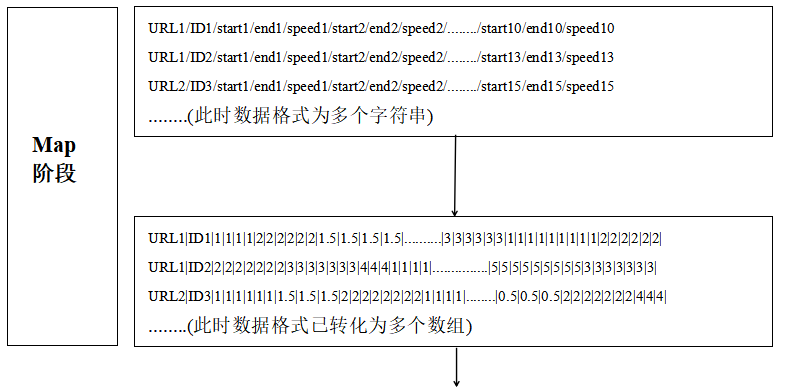 Map
阶段
URL1/ID1/start1/end1/speed1/start2/end2/speed2/......../start10/end10/speed10
URL1/ID2/start1/end1/speed1/start2/end2/speed2/......../start13/end13/speed13
URL2/ID3/start1/end1/speed1/start2/end2/speed2/......../start15/end15/speed15
........(此时数据格式为多个字符串)
URL1|ID1|1|1|1|1|2|2|2|2|2|2|1.5|1.5|1.5|1.5|..........|3|3|3|3|3|3|1|1|1|1|1|1|1|1|1|2|2|2|2|2|2|
URL1|ID2|2|2|2|2|2|2|2|3|3|3|3|3|3|3|4|4|4|1|1|1|1|...............|5|5|5|5|5|5|5|5|5|3|3|3|3|3|3|3|
URL2|ID3|1|1|1|1|1|1|1.5|1.5|1.5|2|2|2|2|2|2|2|2|1|1|1|1|........|0.5|0.5|0.5|2|2|2|2|2|2|2|4|4|4|
........(此时数据格式已转化为多个数组)